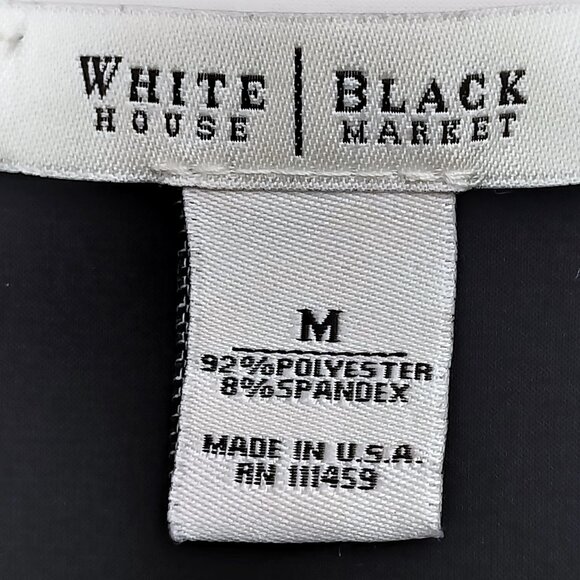 WHITE | BLACK
HOUSE | MARKET
M
92%POLYESTER
8%SPANDEX
MADE IN U.S.A.
RN 111459